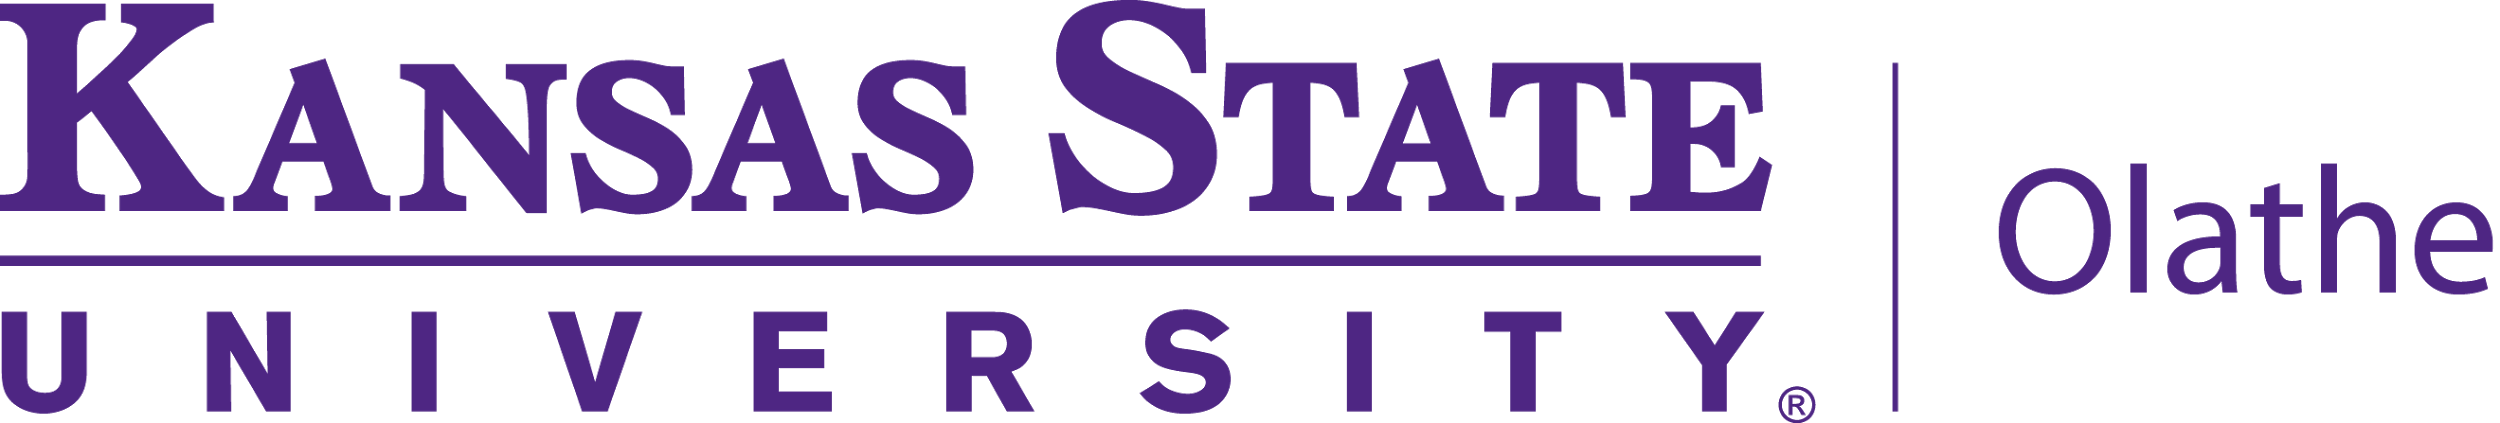 KANSAS STATE
UNIVERSITY®
Olathe